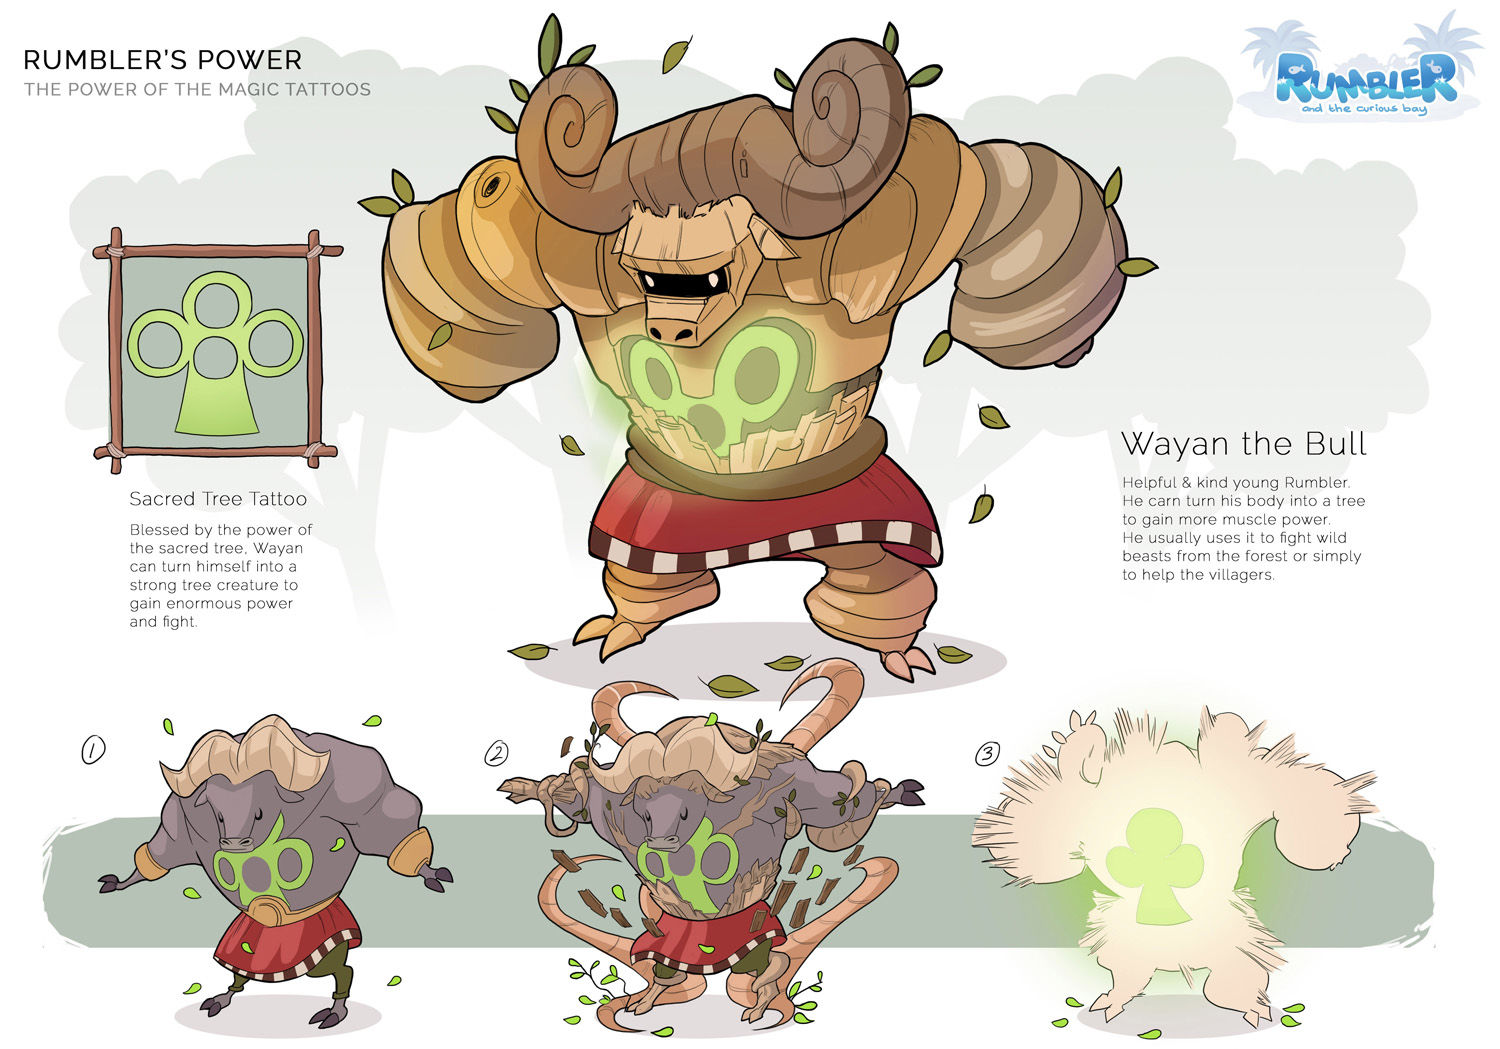 RUMBLER'S POWER
THE POWER OF THE MAGIC TATTOOS
RUMBLER
and the curious bay
Sacred Tree Tattoo
Blessed by the power of
the sacred tree, Wayan
can turn himself into a
strong tree creature to
gain enormous power
and fight.
Wayan the Bull
Helpful & kind young Rumbler.
He carn turn his body into a tree
to gain more muscle power.
He usually uses it to fight wild
beasts from the forest or simply
to help the villagers.
1
2
3